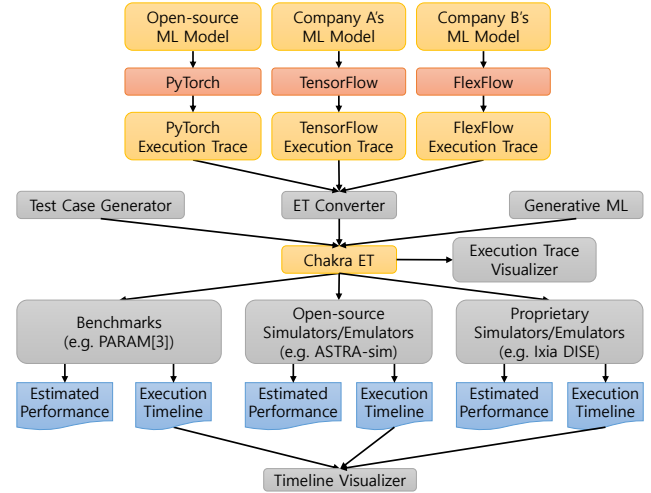 Open-source
ML Model
Company A's
ML Model
Company B's
ML Model
PyTorch
TensorFlow
FlexFlow
PyTorch
Execution Trace
TensorFlow
Execution Trace
FlexFlow
Execution Trace
Test Case Generator
ET Converter
Generative ML
Chakra ET
Execution Trace
Visualizer
Benchmarks
(e.g. PARAM[3])
Open-source
Simulators/Emulators
(e.g. ASTRA-sim)
Proprietary
Simulators/Emulators
(e.g. Ixia DISE)
Estimated
Performance
Execution
Timeline
Estimated
Performance
Execution
Timeline
Estimated
Performance
Execution
Timeline
Timeline Visualizer